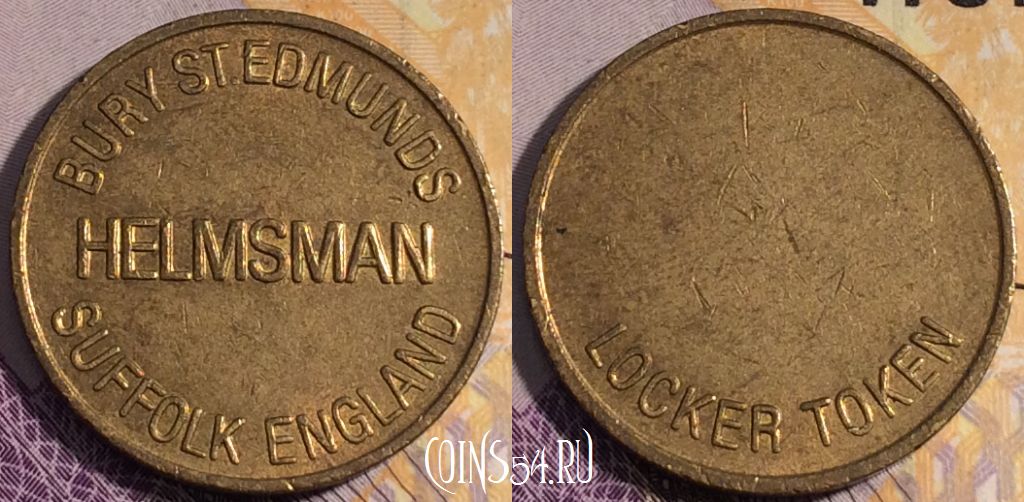 BURY ST. EDMUNDS
HELMSMAN
SUFFOLK ENGLAND
LOCKER TOKEN
COINS54.RU